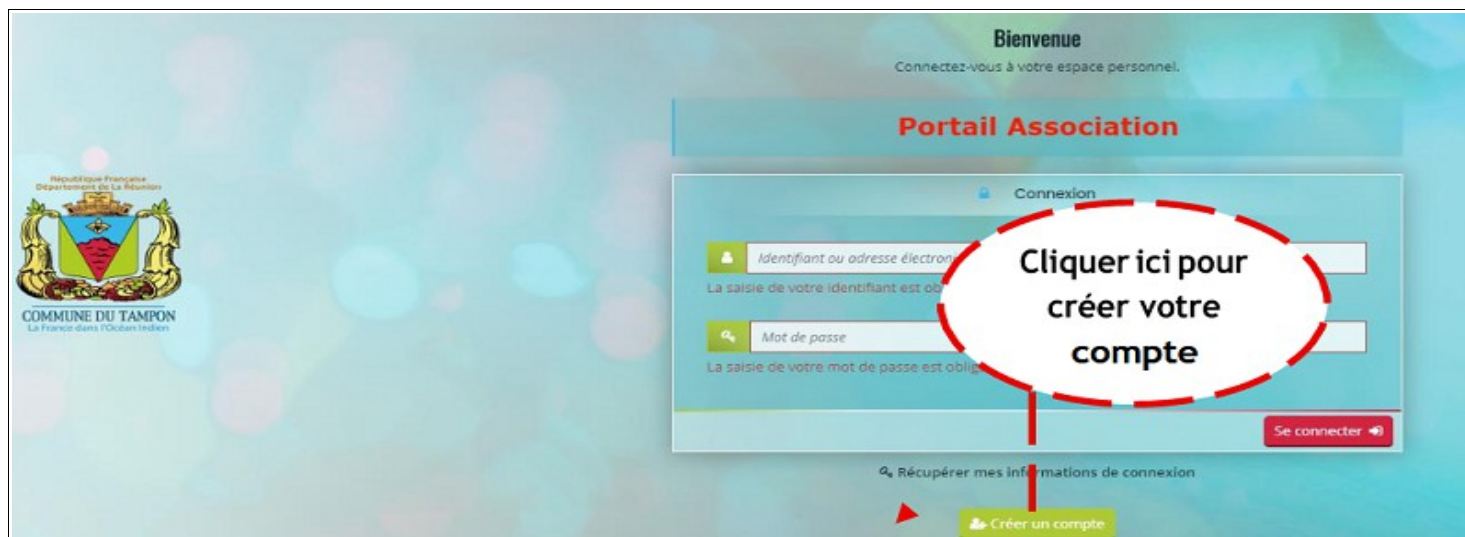 Bienvenue
Connectez-vous à votre espace personnel.
Portail Association
République Française
Département de La Réunion
COMMUNE DU TAMPON
La France dans l'Océan Indien
Connexion
Identifiant ou adresse électron
La saisie de votre identifiant est ob
Mot de passe
La saisie de votre mot de passe est oblig
Cliquer ici pour
créer votre
compte
Se connecter
Récupérer mes informations de connexion
Créer un compte